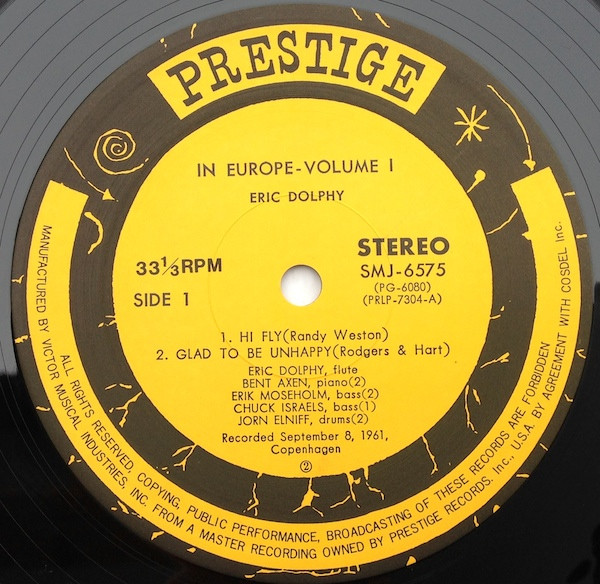 PRESTIGE
IN EUROPE-VOLUME I
ERIC DOLPHY
33⅓RPM
SIDE 1
STEREO
SMJ-6575
(PG-6080)
(PRLP-7304-A)
1. HI FLY(Randy Weston)
2. GLAD TO BE UNHAPPY(Rodgers & Hart)
ERIC DOLPHY, flute
BENT AXEN, piano(2)
ERIK MOSEHOLM, bass(2)
CHUCK ISRAELS, bass(1)
JORN ELNIFF, drums(2)
Recorded September 8, 1961,
Copenhagen
②
MANUFACTURED BY VICTOR MUSICAL INDUSTRIES, INC. FROM A MASTER RECORDING OWNED BY PRESTIGE RECORDS. Inc., U.S.A. BY AGREEMENT WITH COSDEL Inc.
ALL RIGHTS RESERVED, COPYING, PUBLIC PERFORMANCE, BROADCASTING OF THESE RECORDS ARE FORBIDDEN